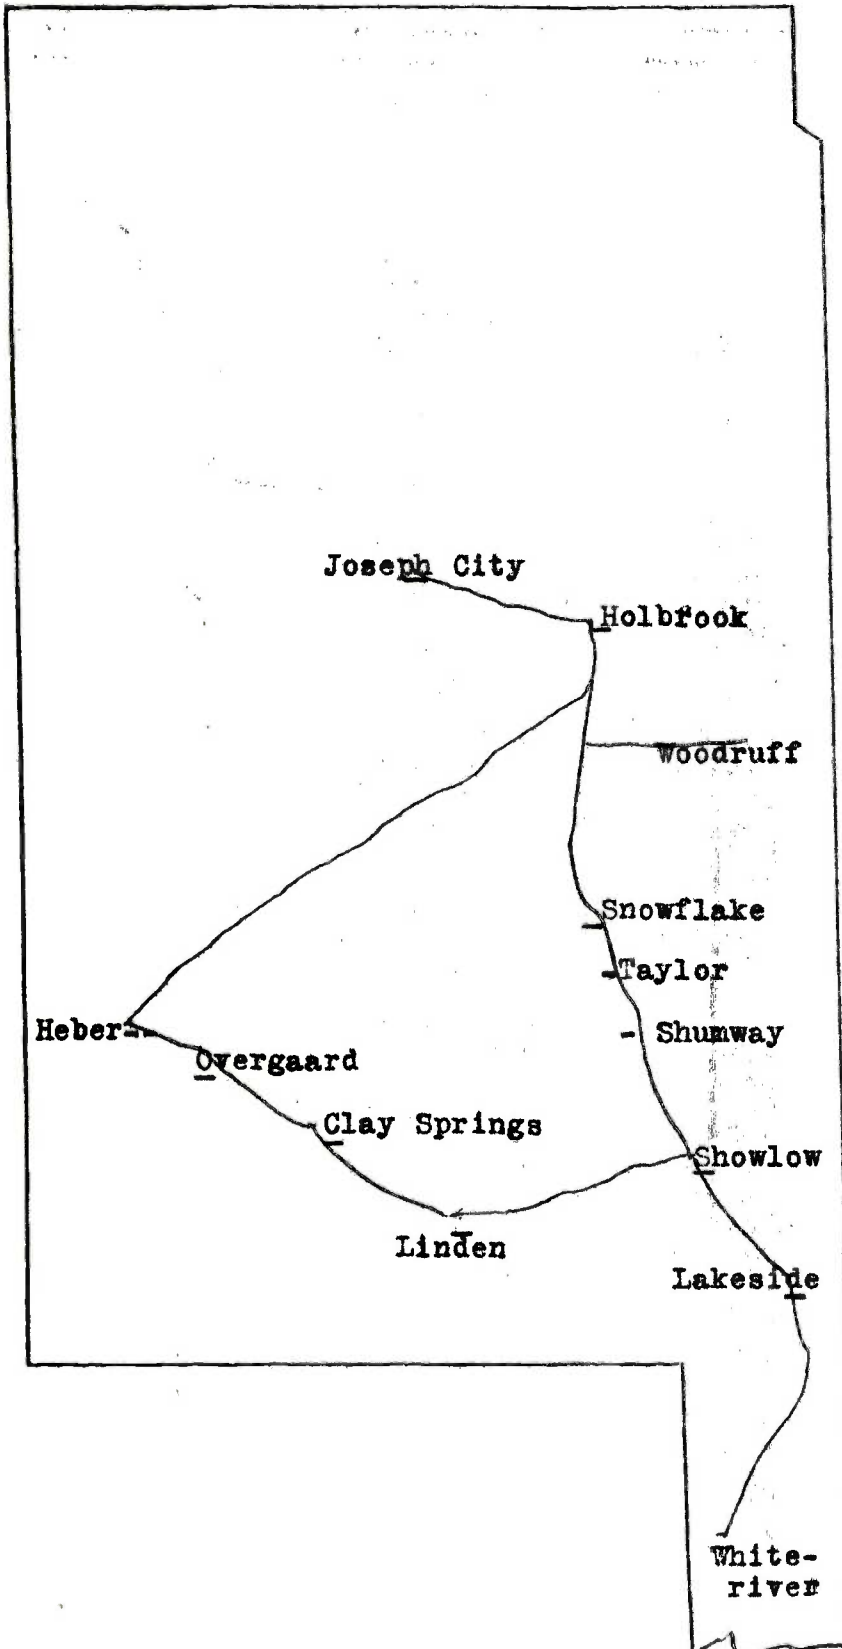 Joseph City
Holbrook
Woodruff
Snowflake
Taylor
Heber
Shumway
Overgaard
Clay Springs
Showlow
Linden
Lakeside
White-
river